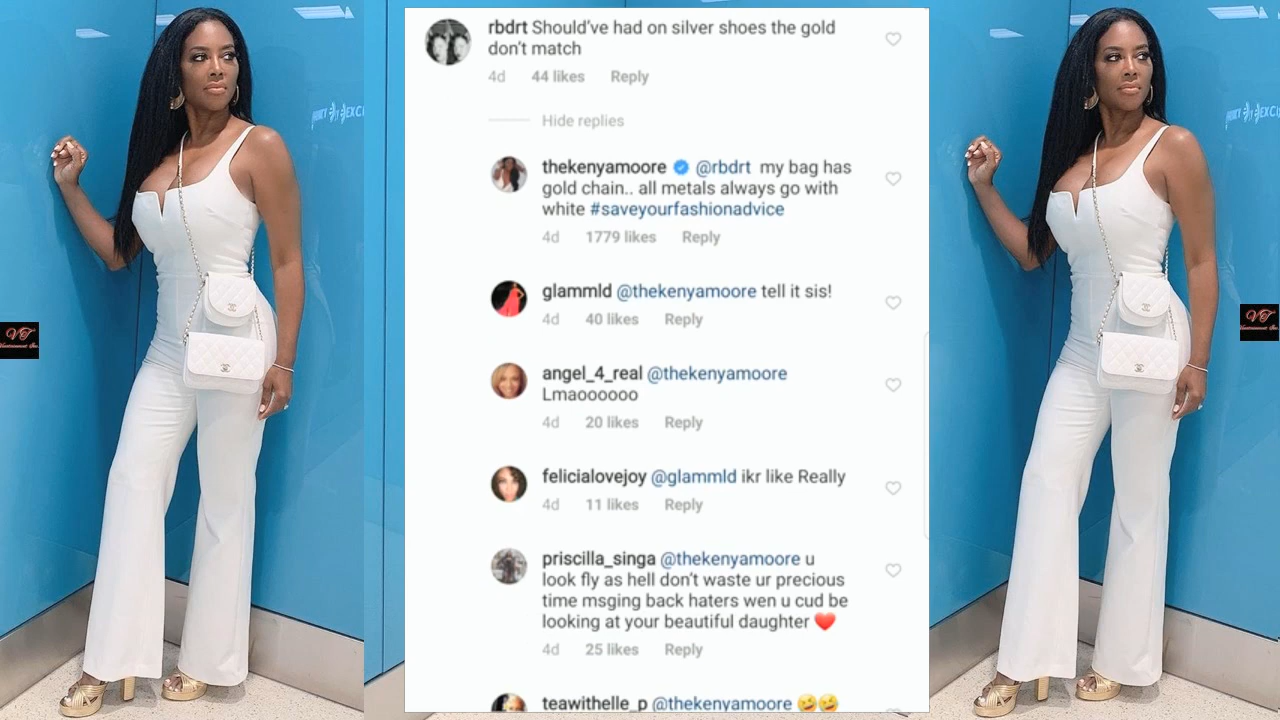 rbdrt Should've had on silver shoes the gold
don't match
4d 44 likes Reply
Hide replies
thekenyamoore @rbdrt my bag has
gold chain.. all metals always go with
white #saveyourfashionadvice
4d 1779 likes Reply
glammld @thekenyamoore tell it sis!
4d 40 likes Reply
angel_4_real @thekenyamoore
Lmaoooooo
4d 20 likes Reply
felicialovejoy @glammld ikr like Really
4d 11 likes Reply
priscilla_singa @thekenyamoore u
look fly as hell don't waste ur precious
time msging back haters wen u cud be
looking at your beautiful daughter ❤️
4d 25 likes Reply
teawithelle_p @thekenyamoore 🤪🤪
VT
VT